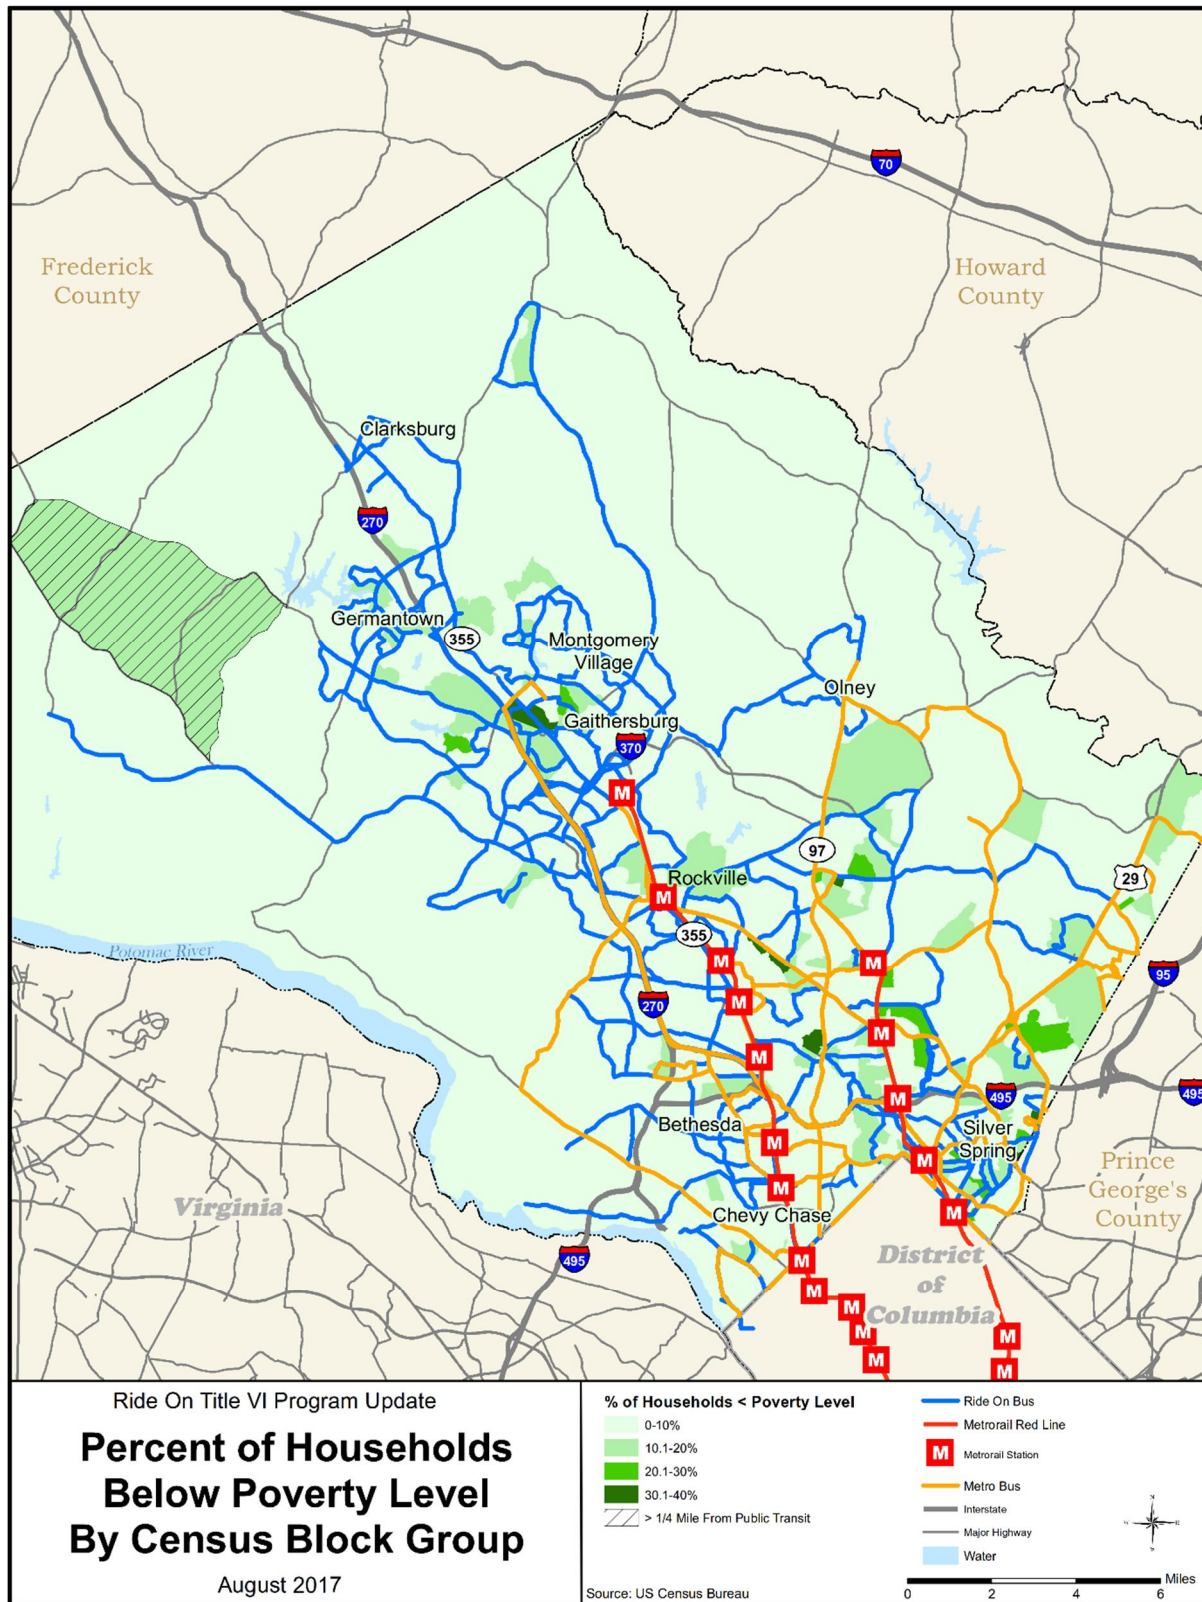 70
Frederick
County
Howard
County
Clarksburg
270
Germantown
355
Montgomery
Village
Olney
Gaithersburg
370
M
97
Rockville
29
M
355
Potomac River
M
M
95
270
M
M
M
495
495
M
Bethesda
Silver
Spring
M
M
Prince
George's
County
M
Virginia
Chevy Chase
M
495
M
District
of
Columbia
M
M
M
M
M
M
Ride On Title VI Program Update
Percent of Households
Below Poverty Level
By Census Block Group
August 2017
% of Households < Poverty Level
0-10%
10.1-20%
20.1-30%
30.1-40%
> 1/4 Mile From Public Transit
Source: US Census Bureau
Ride On Bus
Metrorail Red Line
M
Metrorail Station
Metro Bus
Interstate
Major Highway
Water
Miles
0 2 4 6